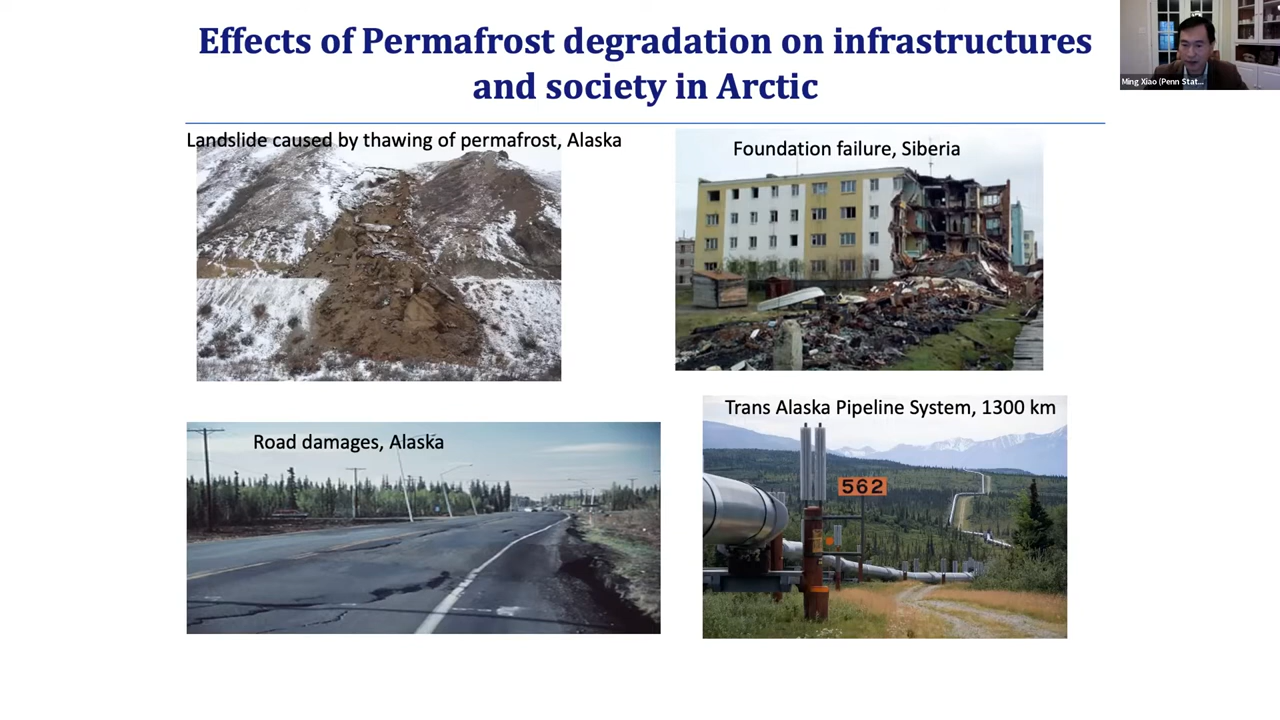 Effects of Permafrost degradation on infrastructures
and society in Arctic
Ming Xiao (Penn Stat...
Landslide caused by thawing of permafrost, Alaska
Foundation failure, Siberia
Road damages, Alaska
Trans Alaska Pipeline System, 1300 km
562